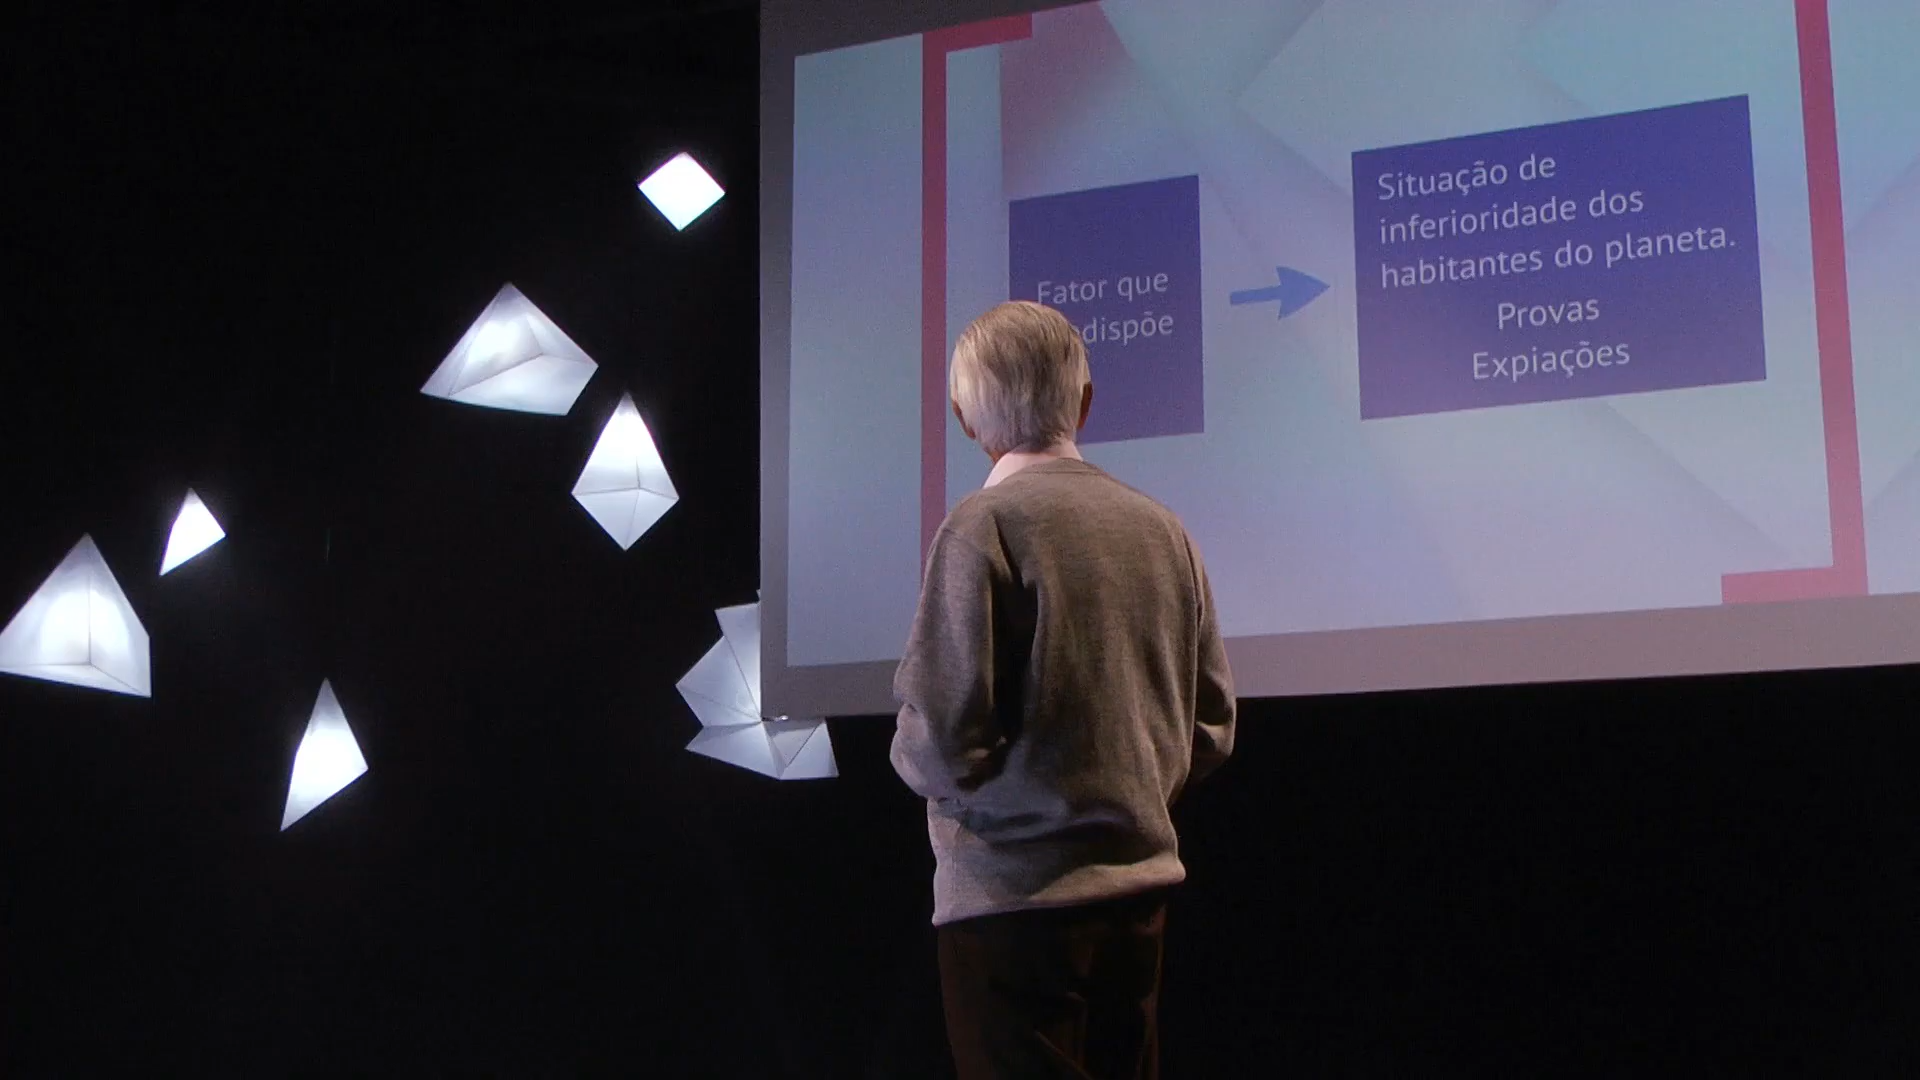 Fator que
Situação de
inferioridade dos
habitantes do planeta.
Provas
Expiações